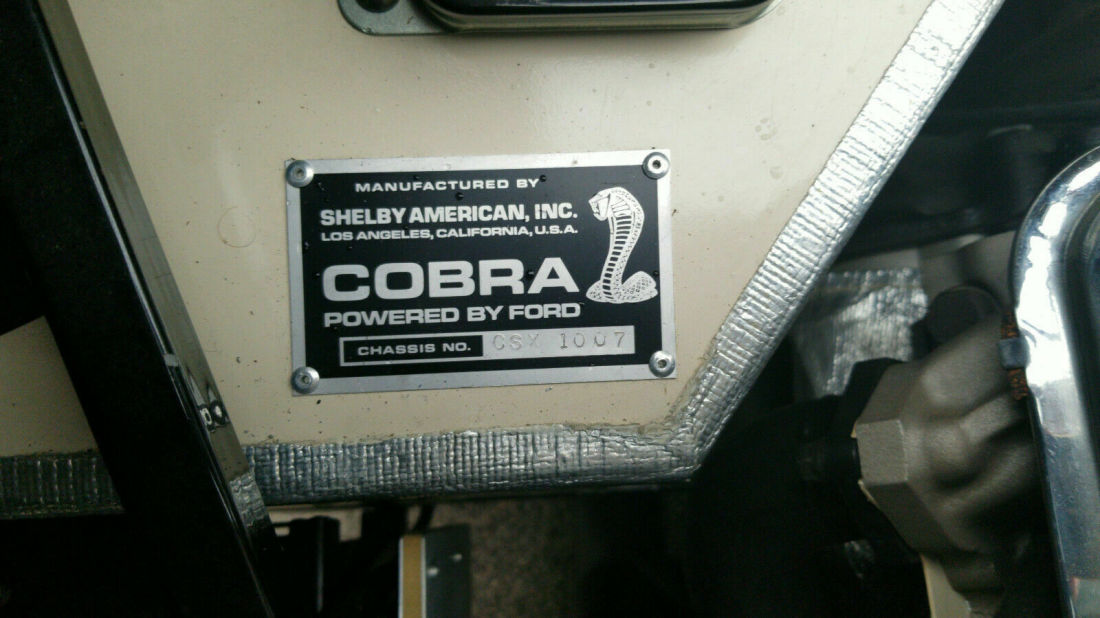 MANUFACTURED BY
SHELBY AMERICAN, INC.
LOS ANGELES, CALIFORNIA, U.S.A.
COBRA
POWERED BY FORD
CHASSIS NO. CSX 1007